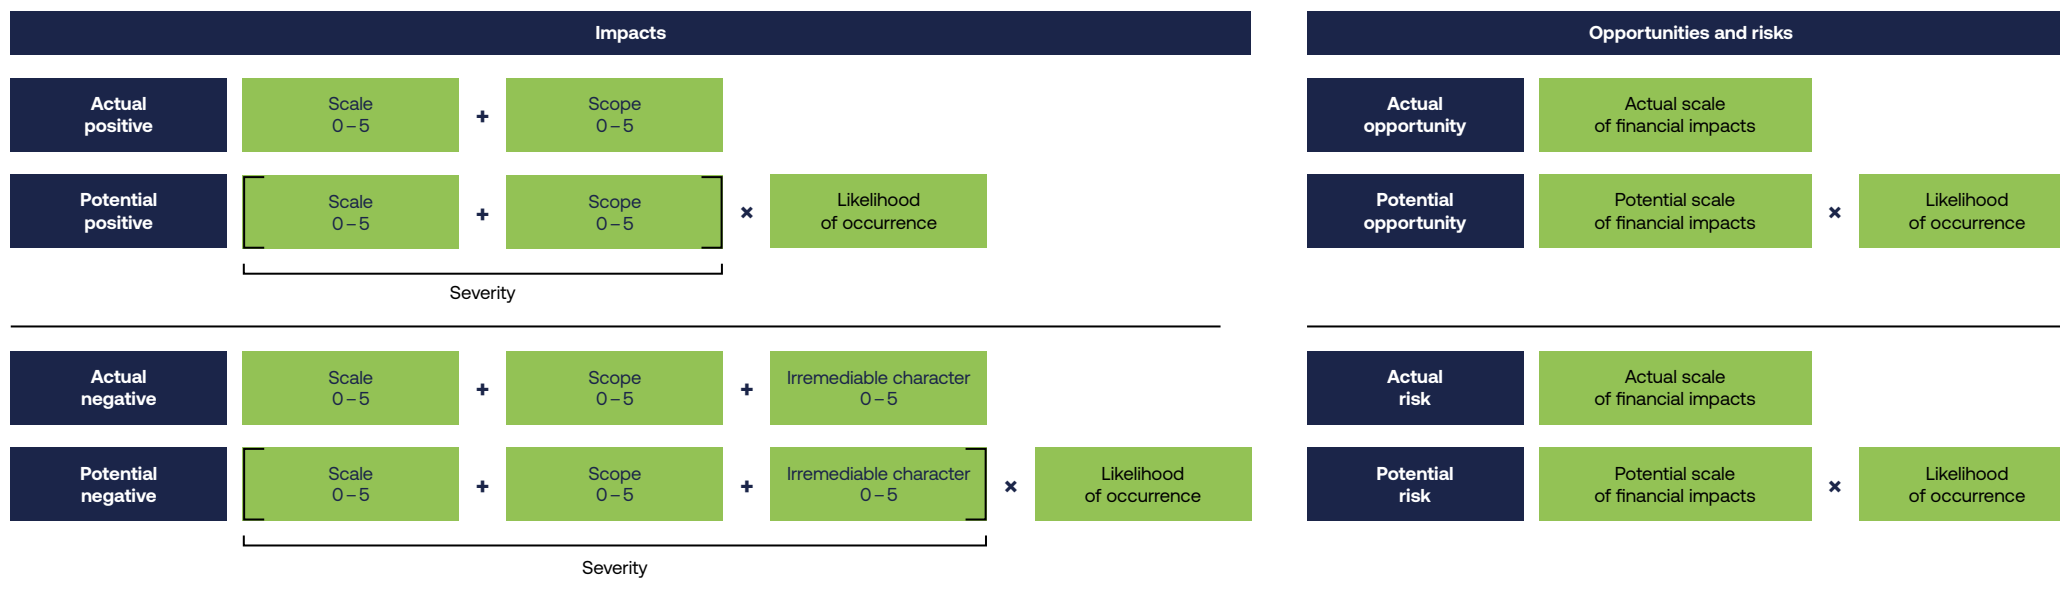 Impacts
Actual
positive
Scale
0–5
+
Scope
0–5
Potential
positive
Scale
0–5
+
Scope
0–5
×
Likelihood
of occurrence
Severity
Actual
negative
Scale
0–5
+
Scope
0–5
+
Irremediable character
0–5
Potential
negative
Scale
0–5
+
Scope
0–5
+
Irremediable character
0–5
×
Likelihood
of occurrence
Severity
Opportunities and risks
Actual
opportunity
Actual scale
of financial impacts
Potential
opportunity
Potential scale
of financial impacts
×
Likelihood
of occurrence
Actual
risk
Actual scale
of financial impacts
Potential
risk
Potential scale
of financial impacts
×
Likelihood
of occurrence